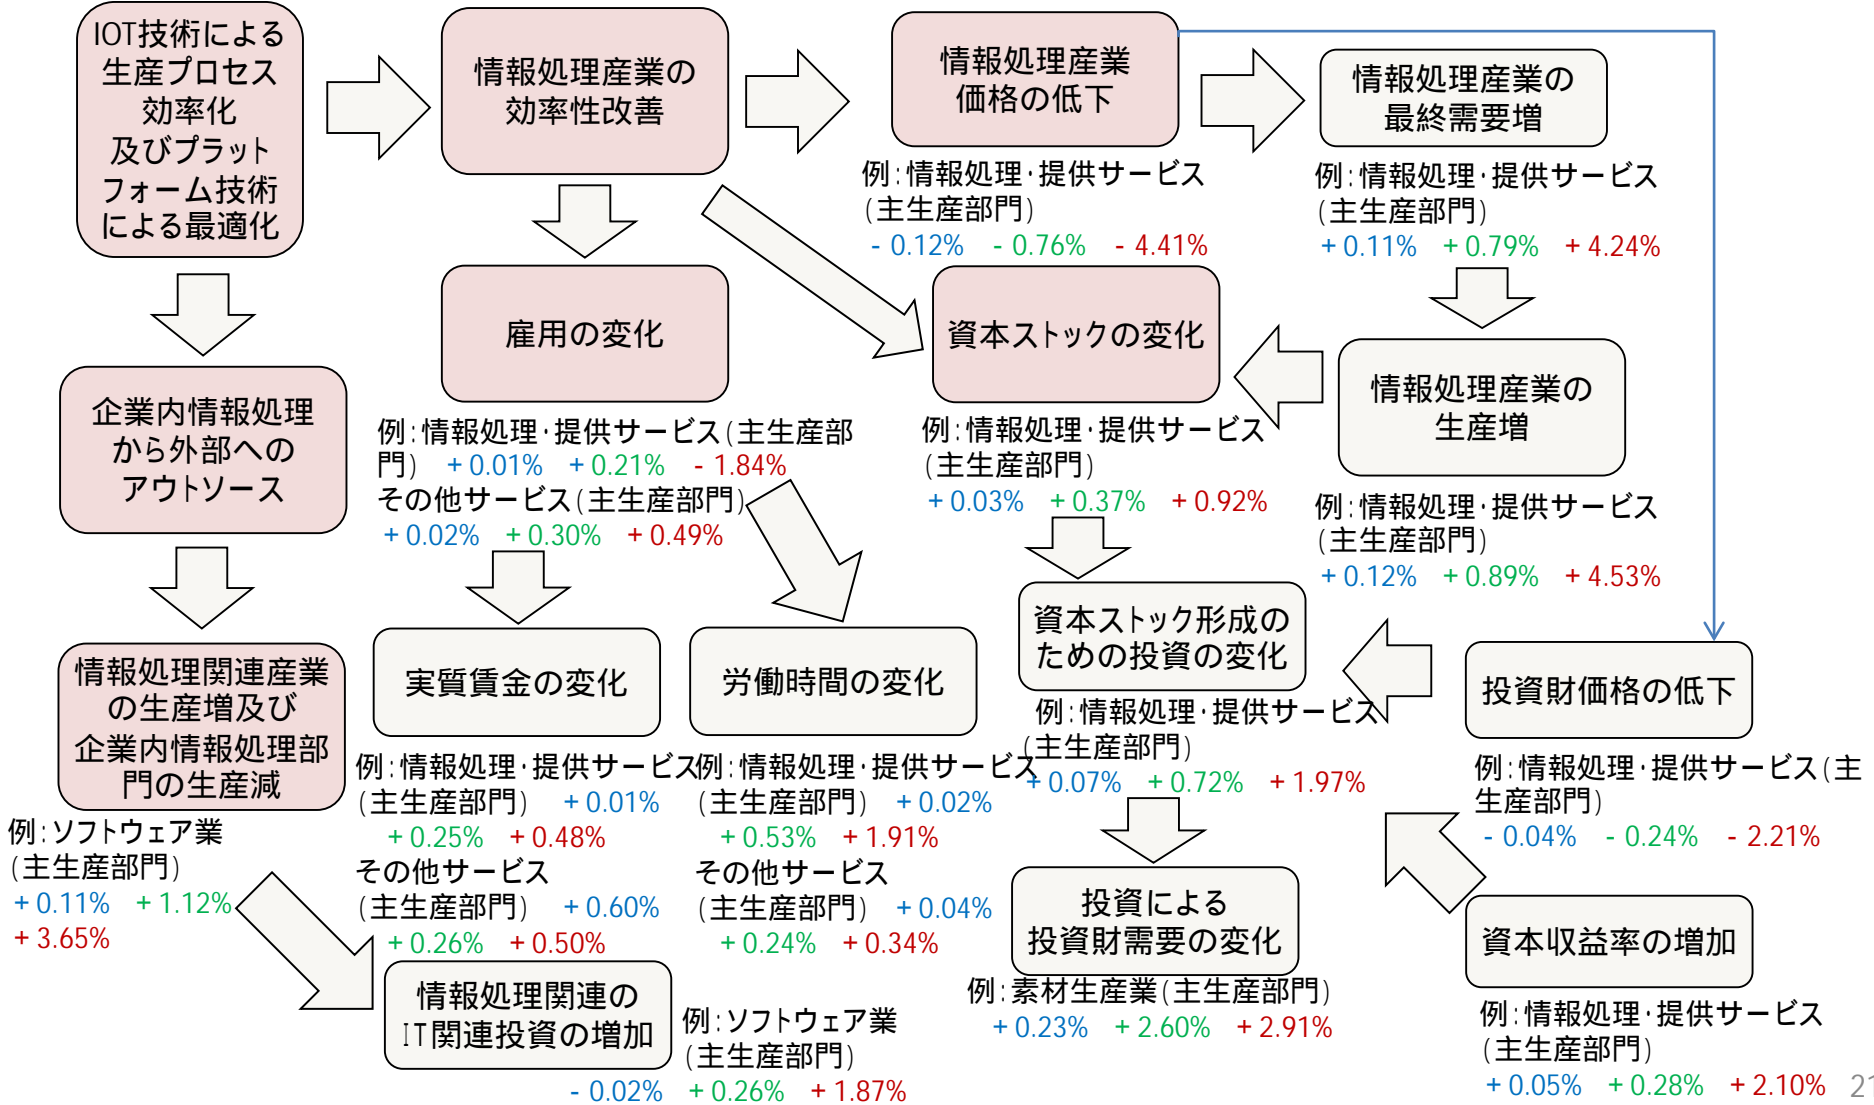 IOT技術による
生産プロセス
効率化
及びプラット
フォーム技術
による最適化
情報処理産業の
効率性改善
情報処理産業
価格の低下
例:情報処理・提供サービス
(主生産部門)
- 0.12% - 0.76% - 4.41%
情報処理産業の
最終需要増
例:情報処理・提供サービス
(主生産部門)
+ 0.11% + 0.79% + 4.24%
雇用の変化
例:情報処理・提供サービス(主生産部
門) + 0.01% + 0.21% - 1.84%
その他サービス(主生産部門)
+ 0.02% + 0.30% + 0.49%
資本ストックの変化
例:情報処理・提供サービス
(主生産部門)
+ 0.03% + 0.37% + 0.92%
情報処理産業の
生産増
例:情報処理・提供サービス
(主生産部門)
+ 0.12% + 0.89% + 4.53%
企業内情報処理
から外部への
アウトソース
情報処理関連産業
の生産増及び
企業内情報処理部
門の生産減
例:ソフトウェア業
(主生産部門)
+ 0.11% + 1.12%
+ 3.65%
実質賃金の変化
例:情報処理・提供サービス
(主生産部門) + 0.01%
+ 0.25% + 0.48%
その他サービス
(主生産部門) + 0.60%
+ 0.26% + 0.50%
労働時間の変化
例:情報処理・提供サービス
(主生産部門) + 0.02%
+ 0.53% + 1.91%
その他サービス
(主生産部門) + 0.04%
+ 0.24% + 0.34%
資本ストック形成の
ための投資の変化
例:情報処理・提供サービス
(主生産部門)
+ 0.07% + 0.72% + 1.97%
投資財価格の低下
例:情報処理・提供サービス(主
生産部門)
- 0.04% - 0.24% - 2.21%
投資による
投資財需要の変化
例:素材生産業(主生産部門)
+ 0.23% + 2.60% + 2.91%
資本収益率の増加
例:情報処理・提供サービス
(主生産部門)
+ 0.05% + 0.28% + 2.10%
情報処理関連の
IT関連投資の増加
例:ソフトウェア業
(主生産部門)
- 0.02% + 0.26% + 1.87%
21